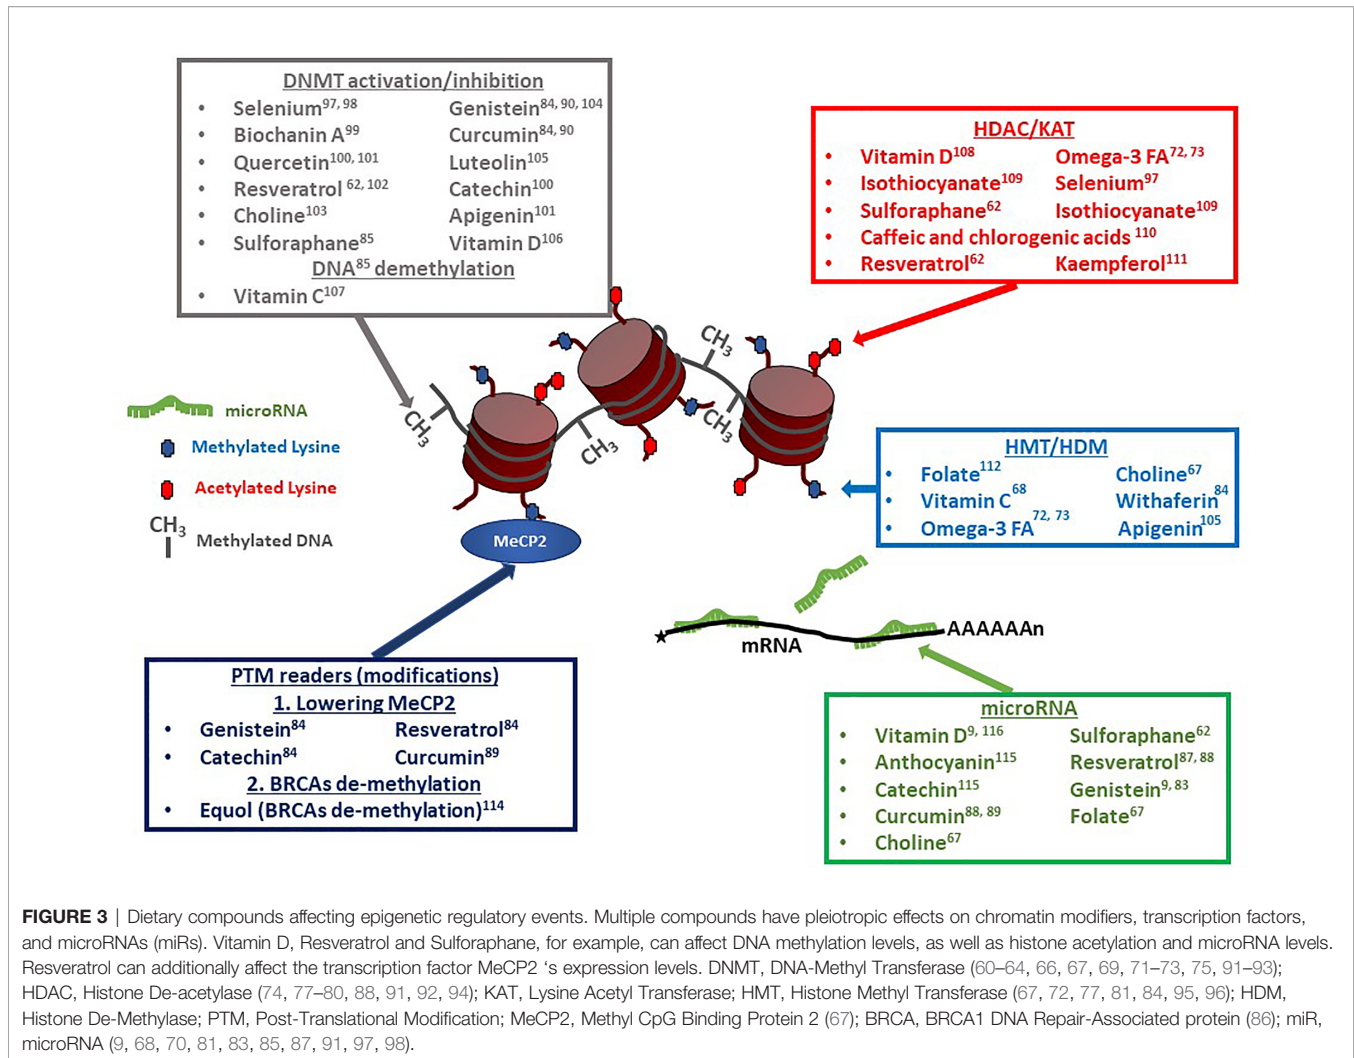 DNMT activation/inhibition
• Selenium97, 98 Genistein84, 90, 104
• Biochanin A99 Curcumin84, 90
• Quercetin100, 101 Luteolin105
• Resveratrol 62, 102 Catechin100
• Choline103 Apigenin101
• Sulforaphane85 Vitamin D106
DNA85 demethylation
• Vitamin C107
HDAC/KAT
• Vitamin D108 Omega-3 FA72, 73
• Isothiocyanate109 Selenium97
• Sulforaphane62 Isothiocyanate109
• Caffeic and chlorogenic acids 110
• Resveratrol62 Kaempferol111
CH3
CH3
CH3
CH3
microRNA
Methylated Lysine
Acetylated Lysine
CH3
Methylated DNA
MeCP2
HMT/HDM
• Folate112 Choline67
• Vitamin C68 Withaferin84
• Omega-3 FA72, 73 Apigenin105
mRNA
AAAAAAn
PTM readers (modifications)
1. Lowering MeCP2
• Genistein84 Resveratrol84
• Catechin84 Curcumin89
2. BRCAs de-methylation
• Equol (BRCAs de-methylation)114
microRNA
• Vitamin D9, 116 Sulforaphane62
• Anthocyanin115 Resveratrol87, 88
• Catechin115 Genistein9, 83
• Curcumin88, 89 Folate67
• Choline67
FIGURE 3 | Dietary compounds affecting epigenetic regulatory events. Multiple compounds have pleiotropic effects on chromatin modifiers, transcription factors,
and microRNAs (miRs). Vitamin D, Resveratrol and Sulforaphane, for example, can affect DNA methylation levels, as well as histone acetylation and microRNA levels.
Resveratrol can additionally affect the transcription factor MeCP2 ‘s expression levels. DNMT, DNA-Methyl Transferase (60–64, 66, 67, 69, 71–73, 75, 91–93);
HDAC, Histone De-acetylase (74, 77–80, 88, 91, 92, 94); KAT, Lysine Acetyl Transferase; HMT, Histone Methyl Transferase (67, 72, 77, 81, 84, 95, 96); HDM,
Histone De-Methylase; PTM, Post-Translational Modification; MeCP2, Methyl CpG Binding Protein 2 (67); BRCA, BRCA1 DNA Repair-Associated protein (86); miR,
microRNA (9, 68, 70, 81, 83, 85, 87, 91, 97, 98).